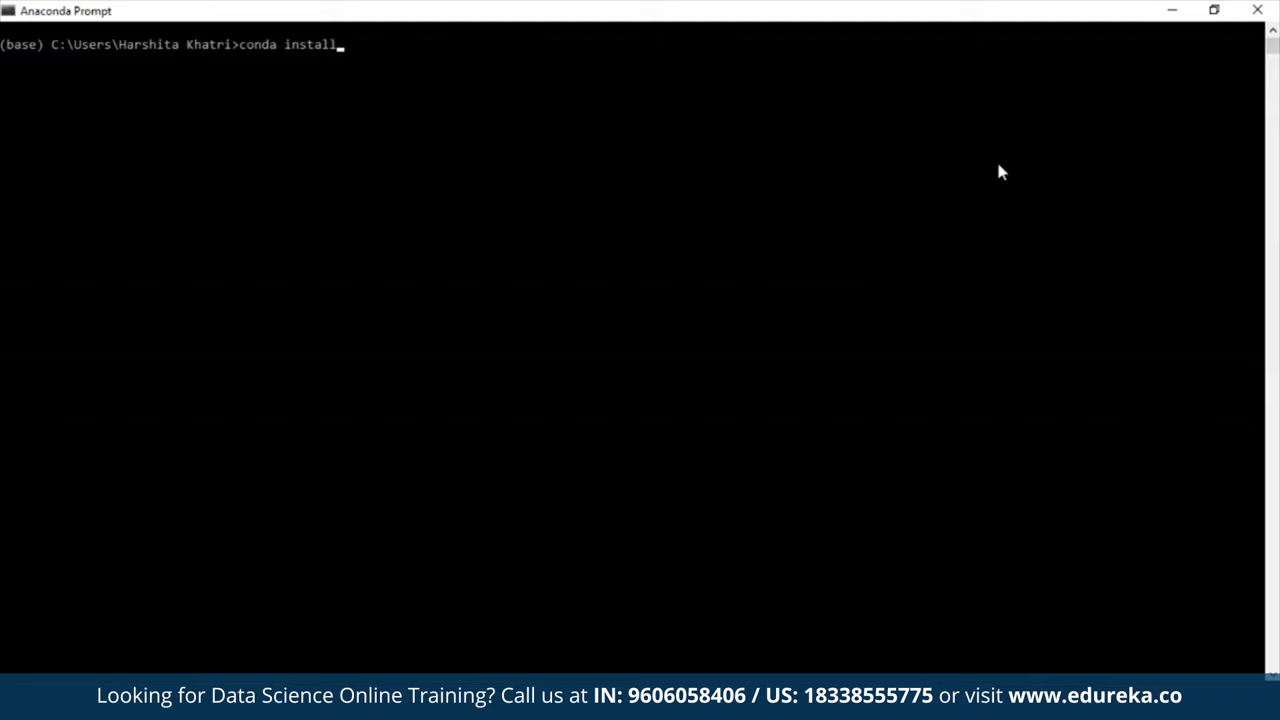 Anaconda Prompt
(base) C:\Users\Harshita Khatri>conda install
Looking for Data Science Online Training? Call us at IN: 9606058406 / US: 18338555775 or visit www.edureka.co